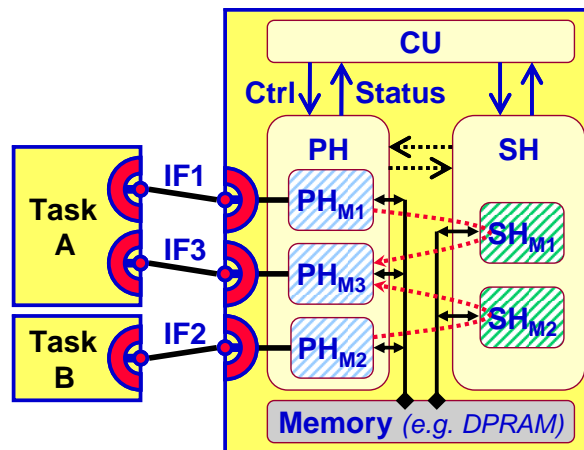 CU
Ctrl Status
PH SH
IF1
PHM1
Task
A
SHM1
IF3
PHM3
IF2
SHM2
Task
B
PHM2
Memory (e.g. DPRAM)